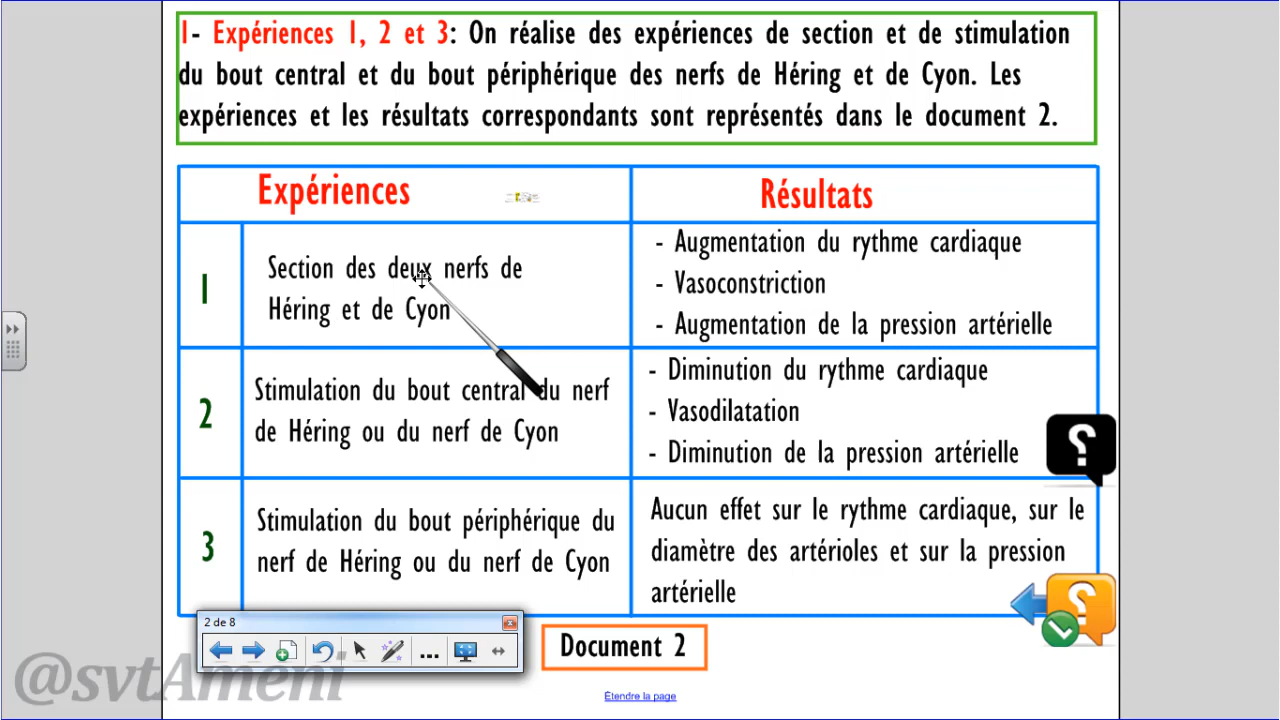 1- Expériences 1, 2 et 3: On réalise des expériences de section et de stimulation
du bout central et du bout périphérique des nerfs de Héring et de Cyon. Les
expériences et les résultats correspondants sont représentés dans le document 2.
Expériences
Résultats
1
Section des deux nerfs de
Héring et de Cyon
- Augmentation du rythme cardiaque
- Vasoconstriction
- Augmentation de la pression artérielle
2
Stimulation du bout central du nerf
de Héring ou du nerf de Cyon
- Diminution du rythme cardiaque
- Vasodilatation
- Diminution de la pression artérielle
3
Stimulation du bout périphérique du
nerf de Héring ou du nerf de Cyon
Aucun effet sur le rythme cardiaque, sur le
diamètre des artérioles et sur la pression
artérielle
2 de 8
Document 2
@svtAmeni
Étendre la page